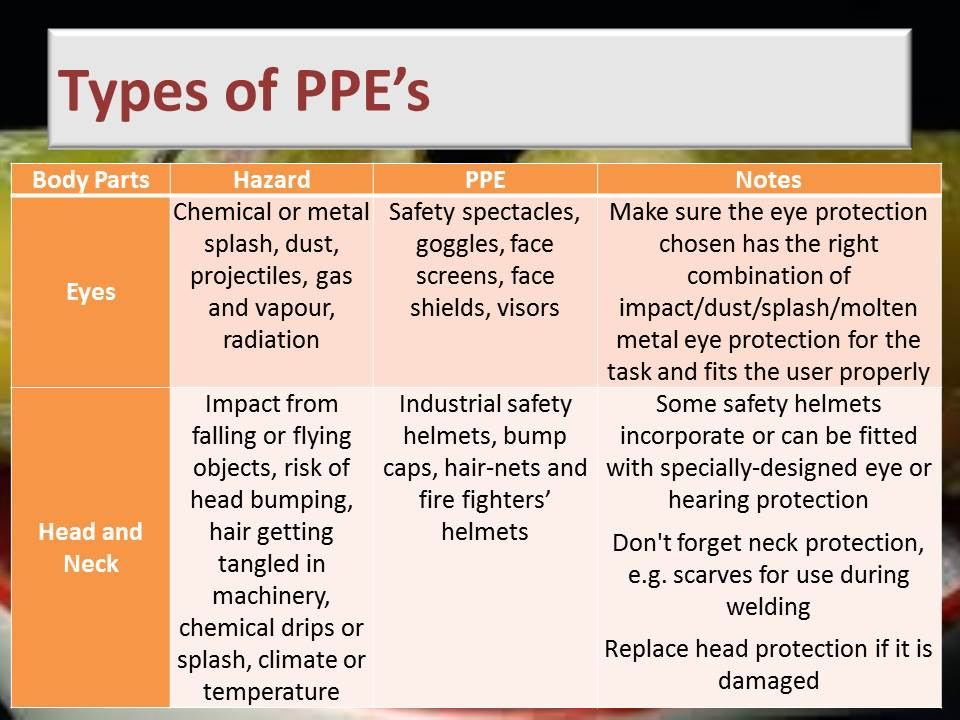 Types of PPE’s
Body Parts
Hazard
PPE
Notes
Eyes
Chemical or metal
splash, dust,
projectiles, gas
and vapour,
radiation
Safety spectacles,
goggles, face
screens, face
shields, visors
Make sure the eye protection
chosen has the right
combination of
impact/dust/splash/molten
metal eye protection for the
task and fits the user properly
Head and
Neck
Impact from
falling or flying
objects, risk of
head bumping,
hair getting
tangled in
machinery,
chemical drips or
splash, climate or
temperature
Industrial safety
helmets, bump
caps, hair-nets and
fire fighters’
helmets
Some safety helmets
incorporate or can be fitted
with specially-designed eye or
hearing protection
Don't forget neck protection,
e.g. scarves for use during
welding
Replace head protection if it is
damaged